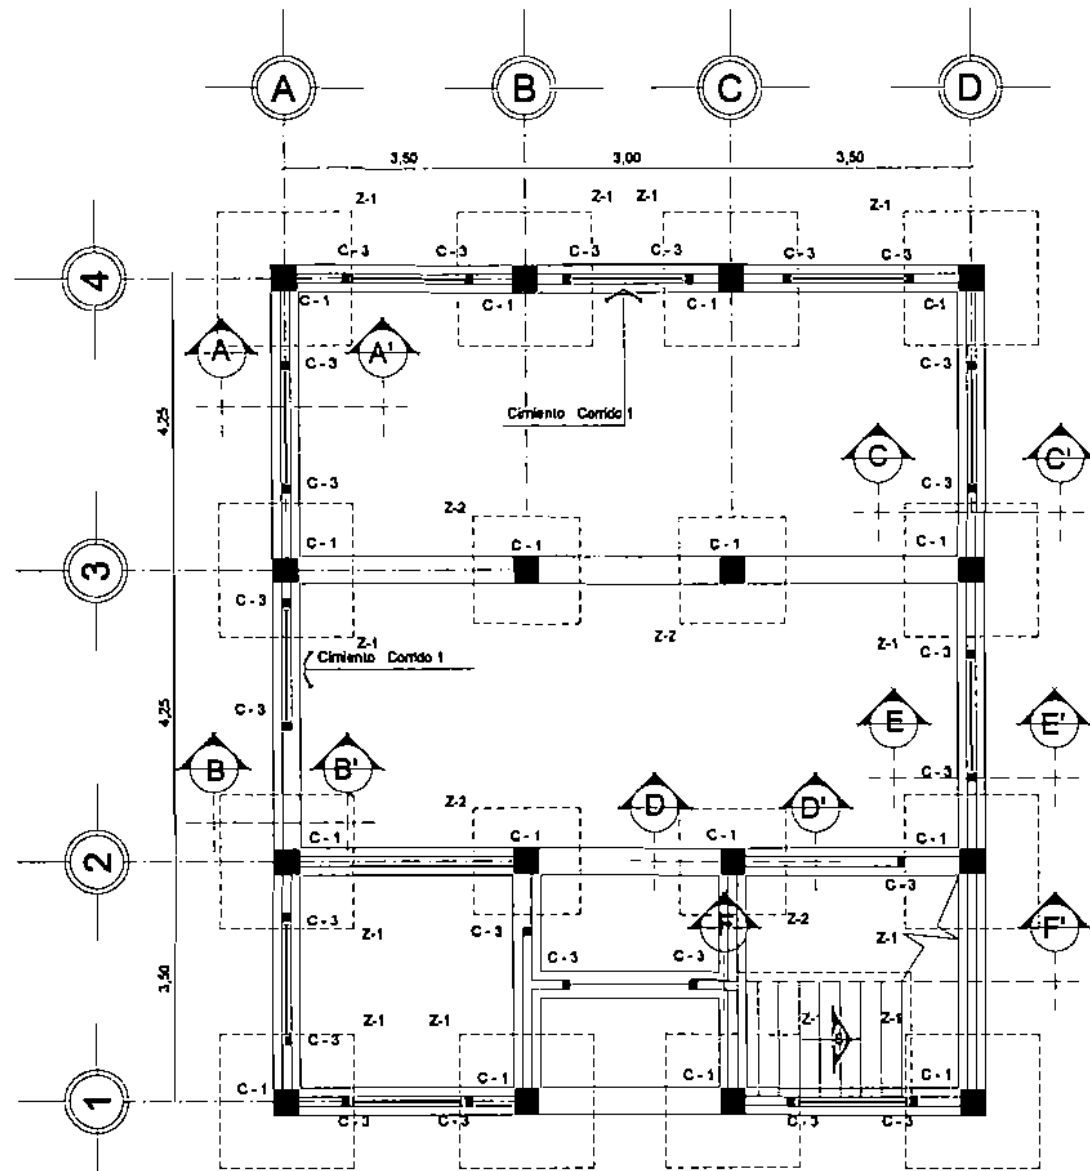 A B C D
3,50 3,00 3,50
Z-1 Z-1 Z-1 Z-1
4
C-3 C-3 C-3 C-3 C-3 C-3
C-1 C-1 C-1 C-1
A A'
C-3 C-3
4,25
Cimiento Corrido 1
C C'
C-3 C-3
Z-2
C-1 C-1 C-1 C-1
3
C-3
Z-1 Z-2 Z-1
Cimiento Corrido 1
C-3
4,25
C-3
E E'
B B'
C-3
Z-2
D D'
C-1 C-1 C-1 C-1
2
C-3
C-3 C-3 Z-2
F F'
Z-1 Z-1
C-3 C-3
3,50
Z-1 Z-1 Z-1 Z-1
C-3
C-1 C-1 C-1 C-1
1
C-3 C-3 C-3 C-3